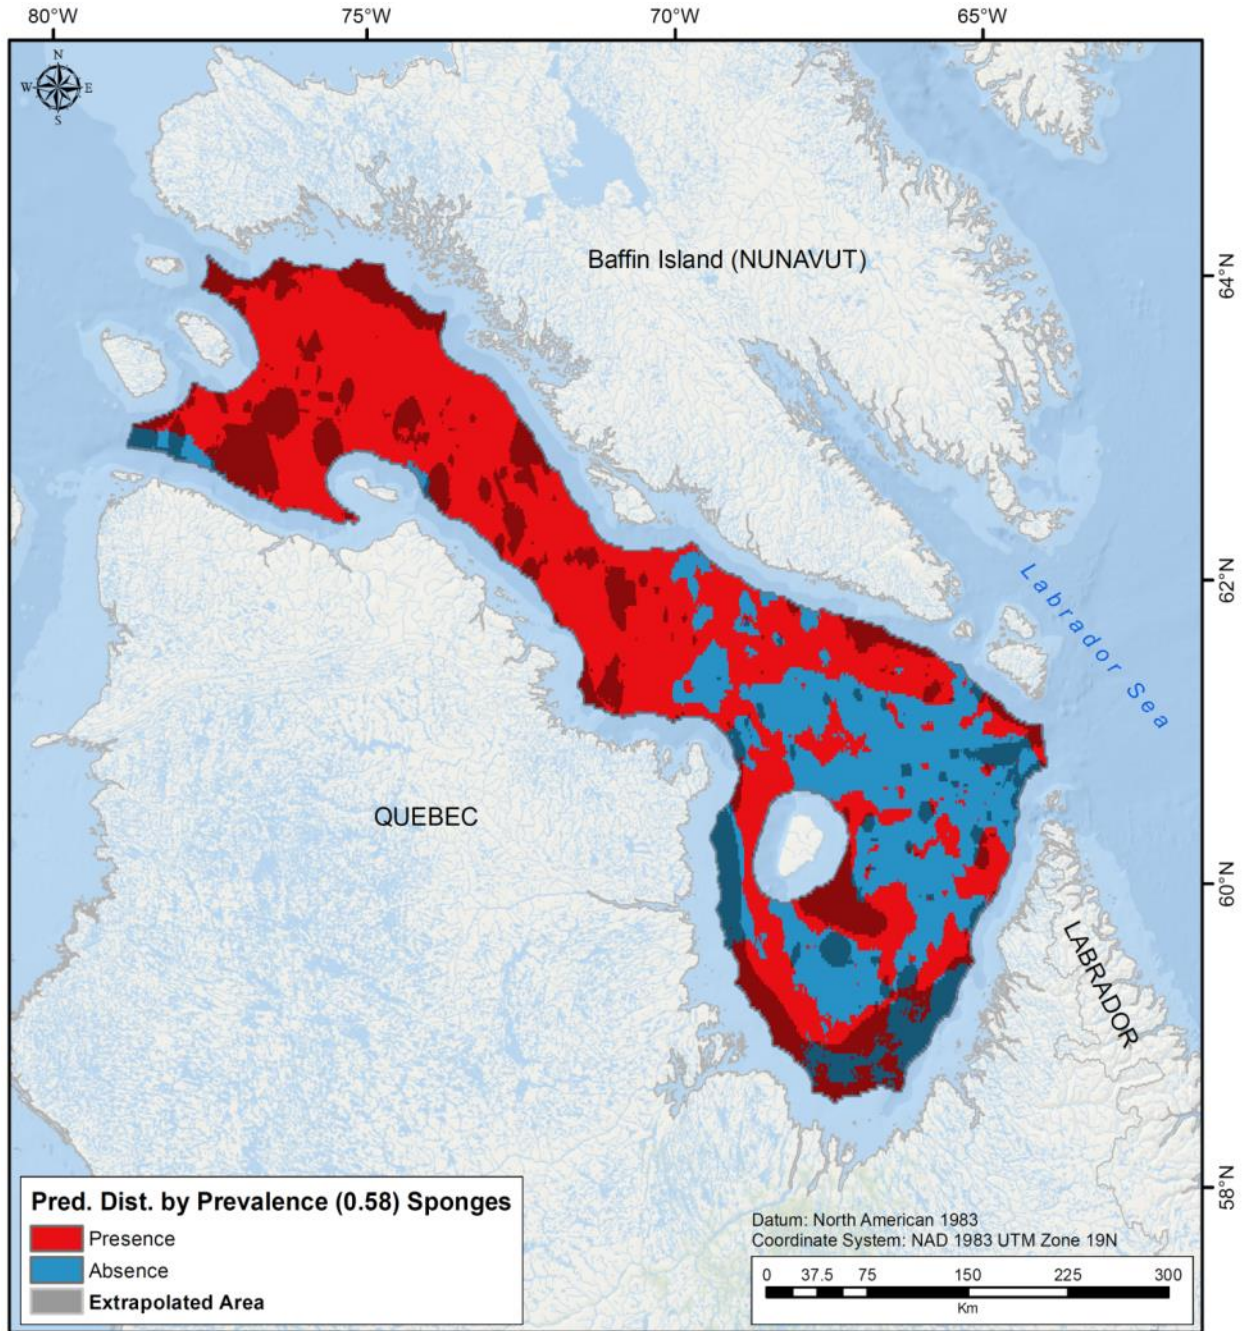 80°W 75°W 70°W 65°W
N
W E
S
Baffin Island (NUNAVUT)
64°N
62°N
Labrador Sea
QUEBEC
60°N
LABRADOR
58°N
Pred. Dist. by Prevalence (0.58) Sponges
Presence
Absence
Extrapolated Area
Datum: North American 1983
Coordinate System: NAD 1983 UTM Zone 19N
0 37.5 75 150 225 300
Km